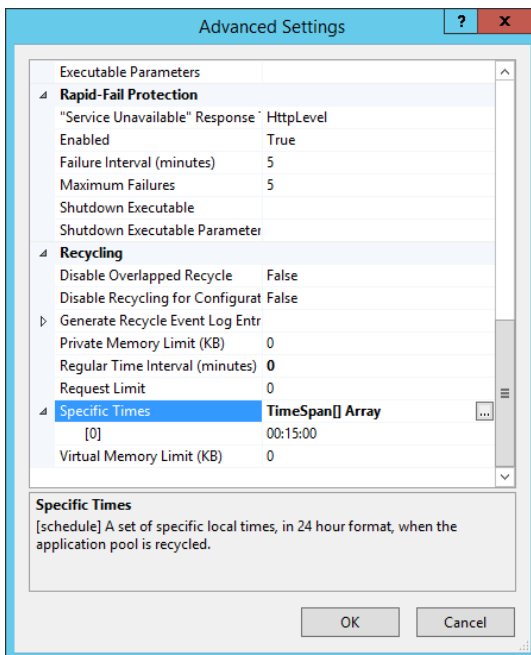 Advanced Settings
? x
Executable Parameters
Rapid-Fail Protection
"Service Unavailable" Response HttpLevel
Enabled True
Failure Interval (minutes) 5
Maximum Failures 5
Shutdown Executable
Shutdown Executable Parameter
Recycling
Disable Overlapped Recycle False
Disable Recycling for Configurat False
Generate Recycle Event Log Entr
Private Memory Limit (KB) 0
Regular Time Interval (minutes) 0
Request Limit 0
Specific Times TimeSpan[] Array ...
[0] 00:15:00
Virtual Memory Limit (KB) 0
Specific Times
[schedule] A set of specific local times, in 24 hour format, when the
application pool is recycled.
OK Cancel